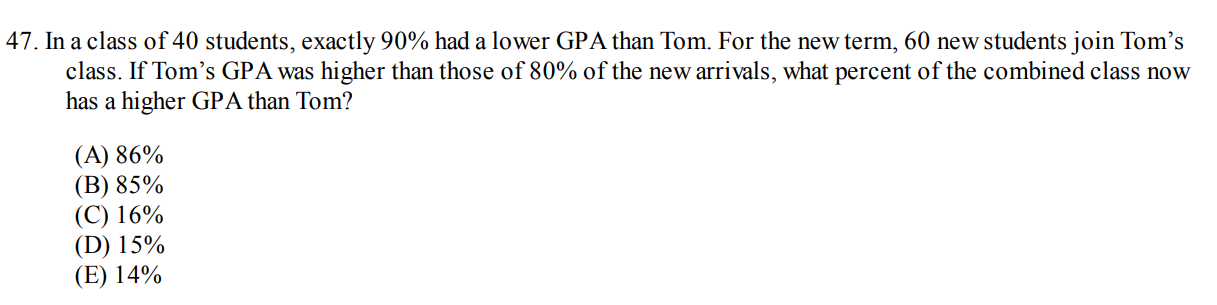 47. In a class of 40 students, exactly 90% had a lower GPA than Tom. For the new term, 60 new students join Tom's
class. If Tom's GPA was higher than those of 80% of the new arrivals, what percent of the combined class now
has a higher GPA than Tom?
(A) 86%
(B) 85%
(C) 16%
(D) 15%
(E) 14%